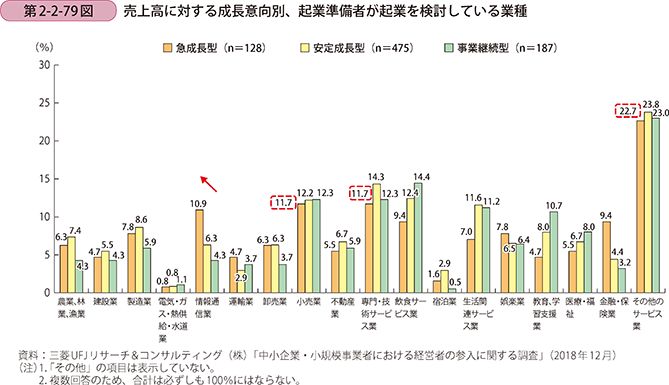 第2-2-79図 売上高に対する成長意向別、起業準備者が起業を検討している業種
(%)
急成長型(n=128) 安定成長型(n=475) 事業継続型(n=187)
30
25
20
15
10
5
0
6.3 7.4 4.3
4.7 5.5 4.3
7.8 8.6 5.9
0.8 0.8 1.1
10.9 6.3 4.3
4.7 2.9 3.7
6.3 6.3 3.7
11.7 12.2 12.3
5.5 6.7 5.9
11.7 14.3 12.3
9.4 12.4 14.4
1.6 2.9 0.5
7.0 11.6 11.2
7.8 6.5 6.4
4.7 8.0 10.7
5.5 6.7 8.0
9.4 4.4 3.2
22.7 23.8 23.0
農業、林
業、漁業
建設業
製造業
電気・ガ
ス・熱供
給・水道
業
情報通
信業
運輸業
卸売業
小売業
不動産
業
専門・技
術サービ
ス業
飲食サー
ビス業
宿泊業
生活関
連サービ
ス業
娯楽業
教育、学
習支援
業
医療・福
祉
金融・保
険業
その他の
サービス
業
資料:三菱UFJリサーチ&コンサルティング(株)「中小企業・小規模事業者における経営者の参入に関する調査」(2018年12月)
(注)1.「その他」の項目は表示していない。
2. 複数回答のため、合計は必ずしも100%にはならない。